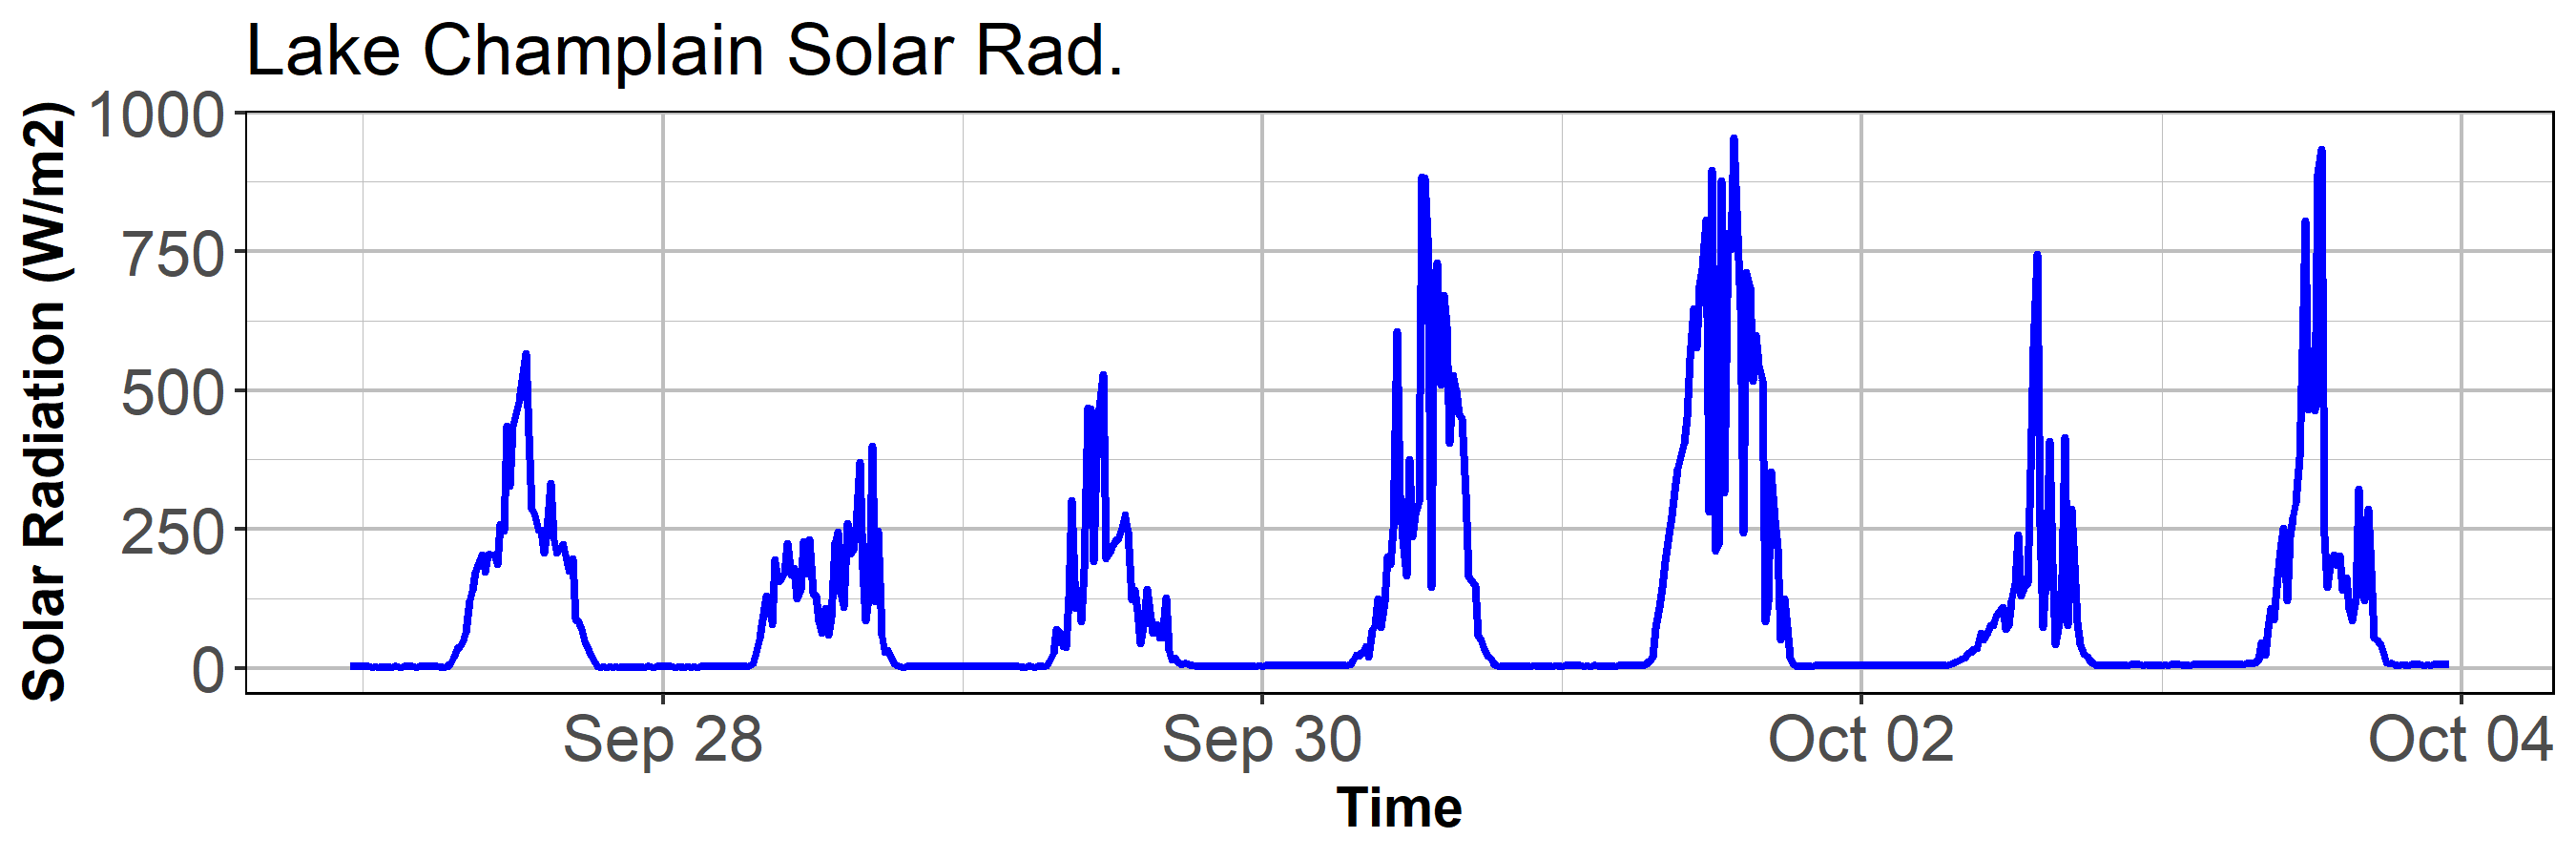 Lake Champlain Solar Rad.
Solar Radiation (W/m2)
1000
750
500
250
0
Sep 28
Sep 30
Oct 02
Oct 04
Time